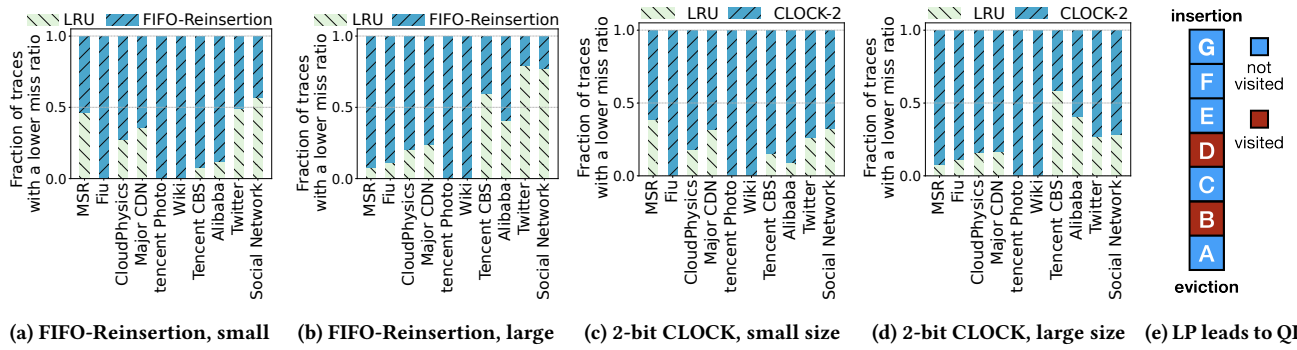 LRU FIFO-Reinsertion
Fraction of traces
with a lower miss ratio
1.0
0.5
0.0
MSR
Fiu
CloudPhysics
Major CDN
tencent Photo
Wiki
Tencent CBS
Alibaba
Twitter
Social Network
(a) FIFO-Reinsertion, small
LRU FIFO-Reinsertion
Fraction of traces
with a lower miss ratio
1.0
0.5
0.0
MSR
Fiu
CloudPhysics
Major CDN
tencent Photo
Wiki
Tencent CBS
Alibaba
Twitter
Social Network
(b) FIFO-Reinsertion, large
LRU CLOCK-2
Fraction of traces
with a lower miss ratio
1.0
0.5
0.0
MSR
Fiu
CloudPhysics
Major CDN
tencent Photo
Wiki
Tencent CBS
Alibaba
Twitter
Social Network
(c) 2-bit CLOCK, small size
LRU CLOCK-2
Fraction of traces
with a lower miss ratio
1.0
0.5
0.0
MSR
Fiu
CloudPhysics
Major CDN
tencent Photo
Wiki
Tencent CBS
Alibaba
Twitter
Social Network
(d) 2-bit CLOCK, large size
insertion
G
F
E
D
C
B
A
eviction
not
visited
visited
(e) LP leads to